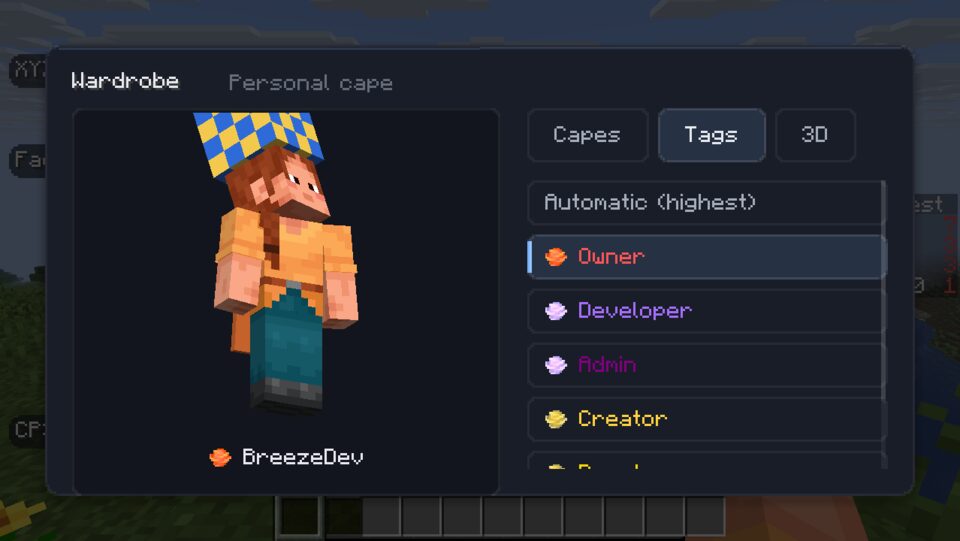 Wardrobe
Personal cape
Capes
Tags
3D
Automatic (highest)
Owner
Developer
Admin
Creator
BreezeDev